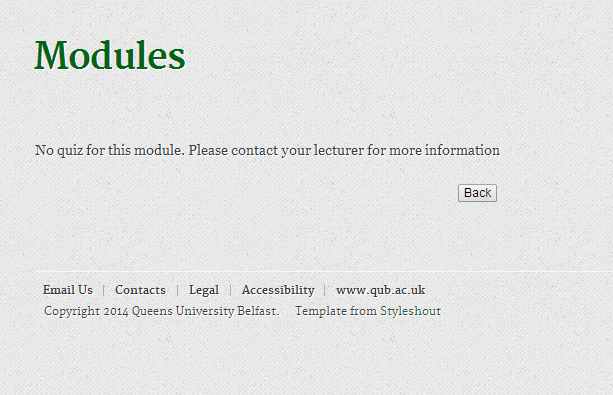 Modules
No quiz for this module. Please contact your lecturer for more information
Back
Email Us | Contacts | Legal | Accessibility | www.qub.ac.uk
Copyright 2014 Queens University Belfast. Template from Styleshout